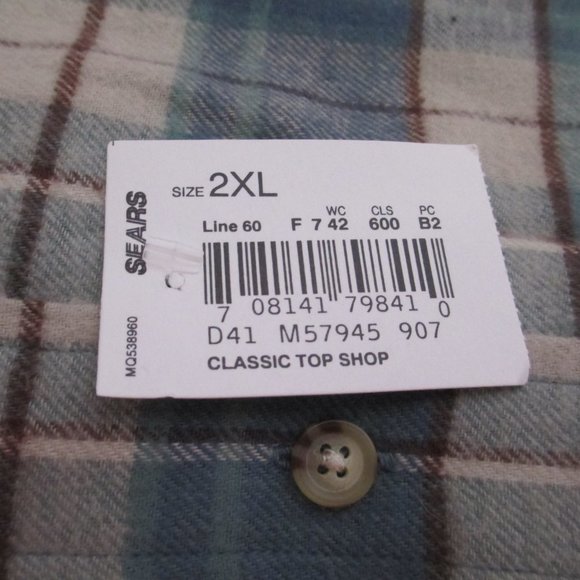 SEARS
MQ538960
SIZE 2XL
WC CLS PC
Line 60 F 7 42 600 B2
7 08141 79841 0
D41 M57945 907
CLASSIC TOP SHOP